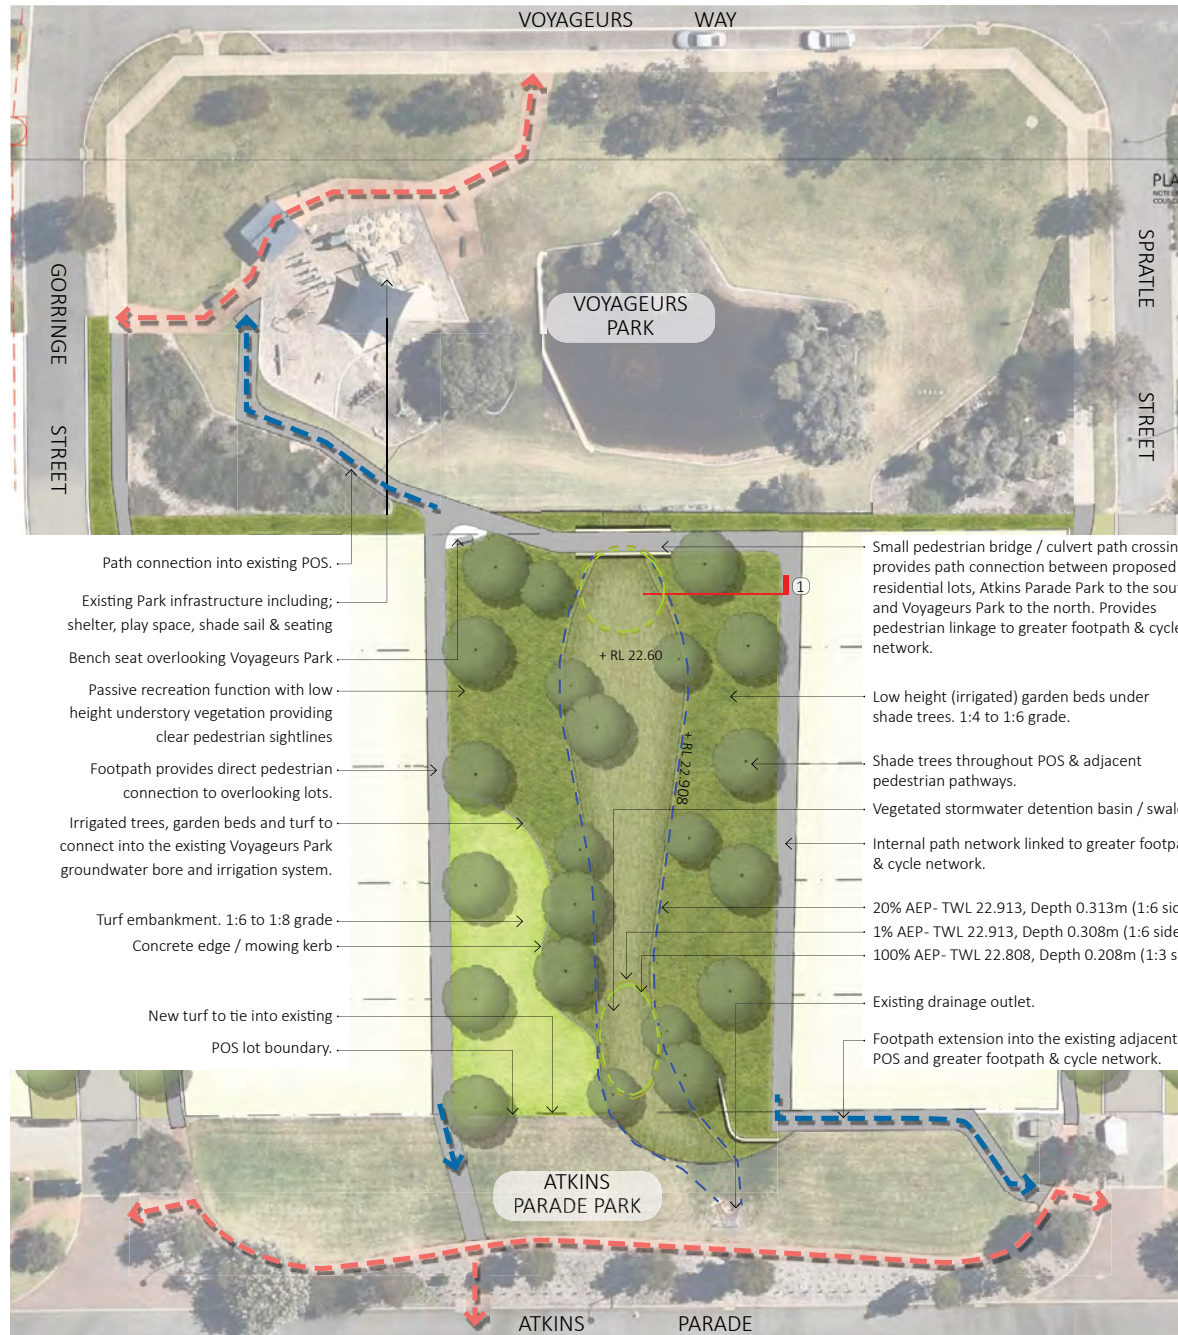 VOYAGEURS WAY
PLA
GORRINGE STREET
SPRATLE STREET
VOYAGEURS
PARK
Path connection into existing POS.
Existing Park infrastructure including;
shelter, play space, shade sail & seating
Bench seat overlooking Voyageurs Park
Passive recreation function with low
height understory vegetation providing
clear pedestrian sightlines
Footpath provides direct pedestrian
connection to overlooking lots.
Irrigated trees, garden beds and turf to
connect into the existing Voyageurs Park
groundwater bore and irrigation system.
Turf embankment. 1:6 to 1:8 grade
Concrete edge / mowing kerb
New turf to tie into existing
POS lot boundary.
1
+ RL 22.60
+ RL 22.908
Small pedestrian bridge / culvert path crossin
provides path connection between proposed
residential lots, Atkins Parade Park to the sout
and Voyageurs Park to the north. Provides
pedestrian linkage to greater footpath & cycle
network.
Low height (irrigated) garden beds under
shade trees. 1:4 to 1:6 grade.
Shade trees throughout POS & adjacent
pedestrian pathways.
Vegetated stormwater detention basin / swale
Internal path network linked to greater footpa
& cycle network.
20% AEP- TWL 22.913, Depth 0.313m (1:6 sid
1% AEP- TWL 22.913, Depth 0.308m (1:6 side
100% AEP- TWL 22.808, Depth 0.208m (1:3 s
Existing drainage outlet.
Footpath extension into the existing adjacent
POS and greater footpath & cycle network.
ATKINS
PARADE PARK
ATKINS PARADE